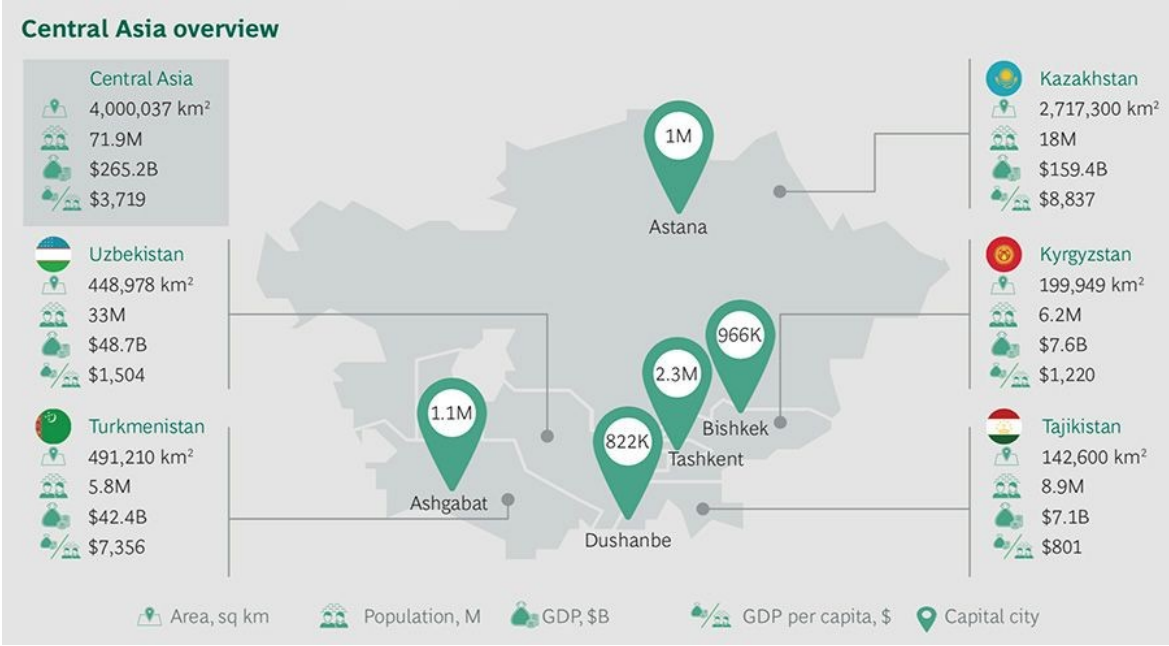 Central Asia overview
Central Asia
4,000,037 km²
71.9M
$265.2B
$3,719
Uzbekistan
448,978 km²
33M
$48.7B
$1,504
Turkmenistan
491,210 km²
5.8M
$42.4B
$7,356
1M
Astana
966K
Bishkek
2.3M
Tashkent
1.1M
Ashgabat
822K
Dushanbe
Kazakhstan
2,717,300 km²
18M
$159.4B
$8,837
Kyrgyzstan
199,949 km²
6.2M
$7.6B
$1,220
Tajikistan
142,600 km²
8.9M
$7.1B
$801
Area, sq km
Population, M
GDP, $B
GDP per capita, $
Capital city